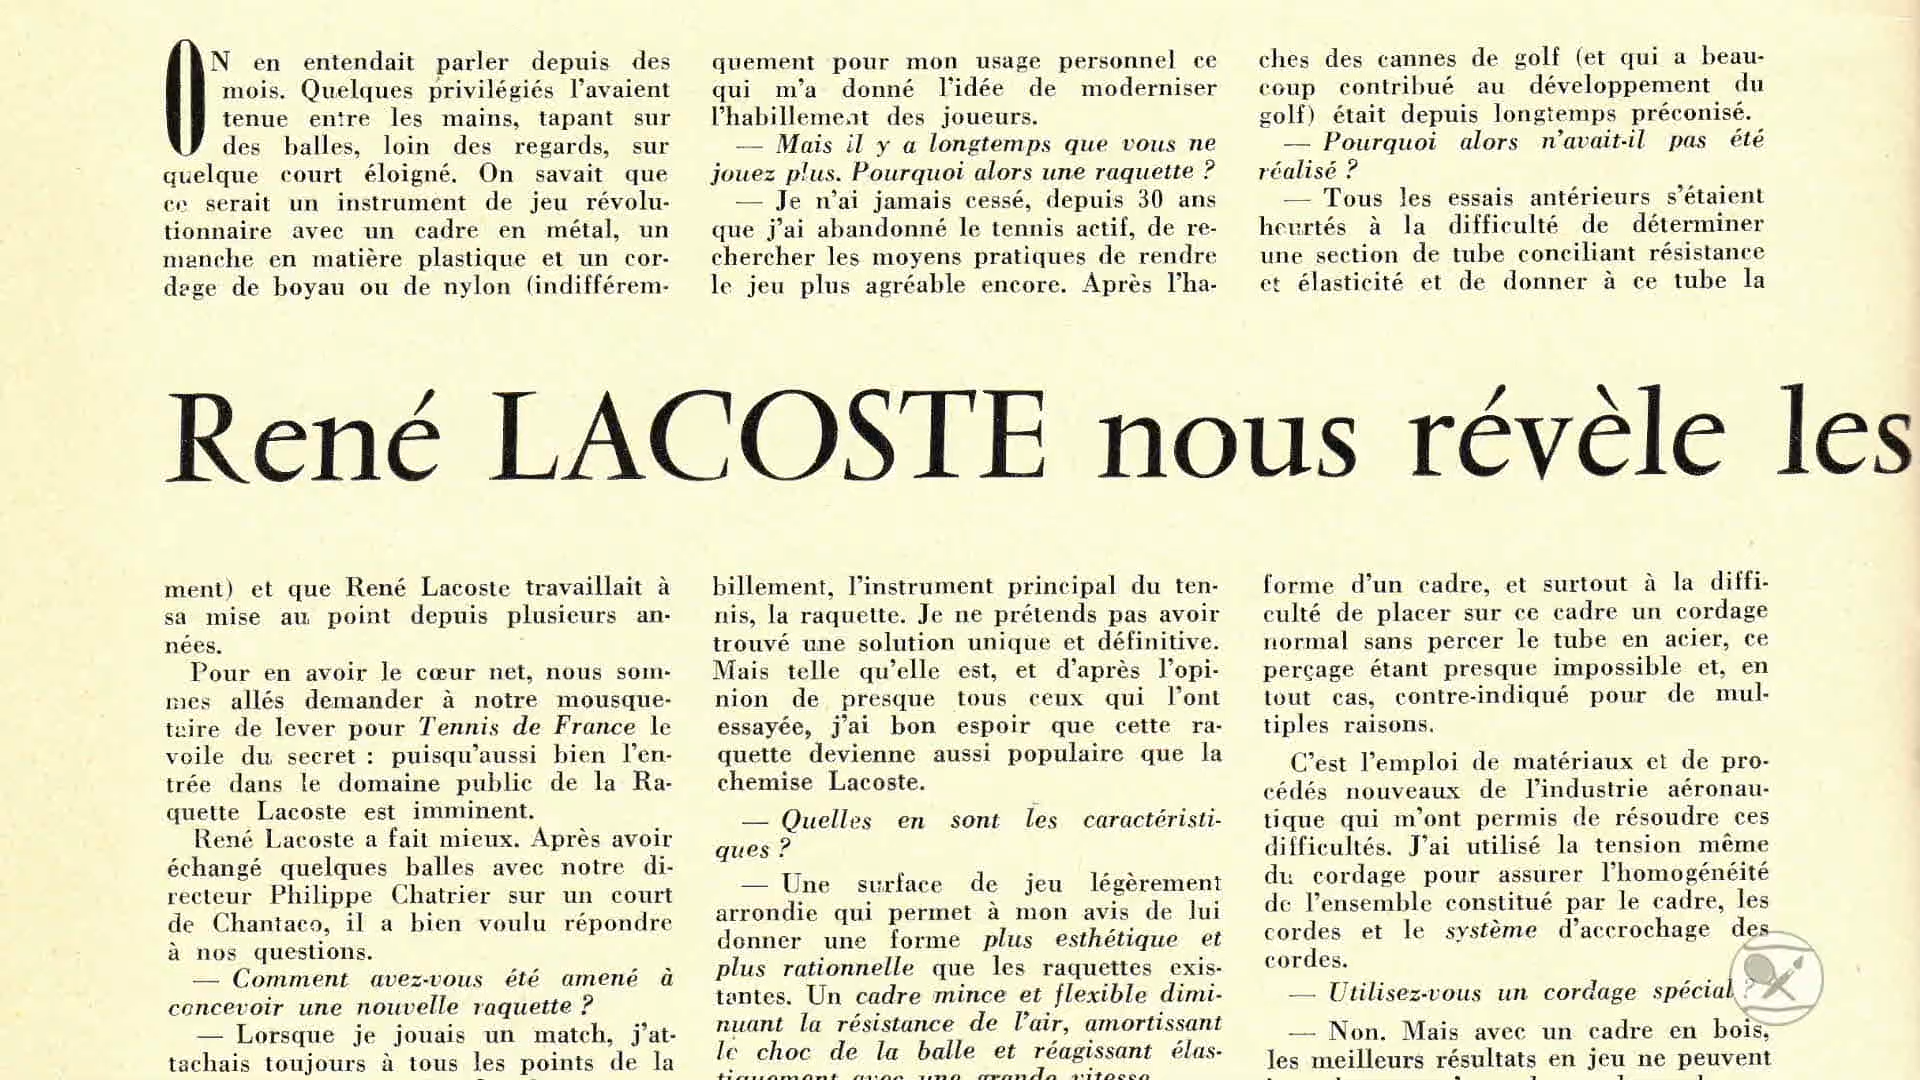 ON en entendait parler depuis des
mois. Quelques privilégiés l'avaient
tenue entre les mains, tapant sur
des balles, loin des regards, sur
quelque court éloigné. On savait que
ce serait un instrument de jeu révolu-
tionnaire avec un cadre en métal, un
manche en matière plastique et un cor-
dage de boyau ou de nylon (indifférem-
quement pour mon usage personnel ce
qui m'a donné l'idée de moderniser
l'habillement des joueurs.
— Mais il y a longtemps que vous ne
jouez plus. Pourquoi alors une raquette ?
— Je n'ai jamais cessé, depuis 30 ans
que j'ai abandonné le tennis actif, de re-
chercher les moyens pratiques de rendre
le jeu plus agréable encore. Après l'ha-
ches des cannes de golf (et qui a beau-
coup contribué au développement du
golf) était depuis longtemps préconisé.
— Pourquoi alors n'avait-il pas été
réalisé ?
— Tous les essais antérieurs s'étaient
heurtés à la difficulté de déterminer
une section de tube conciliant résistance
et élasticité et de donner à ce tube la
René LACOSTE nous révèle les
ment) et que René Lacoste travaillait à
sa mise au point depuis plusieurs an-
nées.
Pour en avoir le cœur net, nous som-
mes allés demander à notre mousque-
taire de lever pour Tennis de France le
voile du secret : puisqu'aussi bien l'en-
trée dans le domaine public de la Ra-
quette Lacoste est imminent.
René Lacoste a fait mieux. Après avoir
échangé quelques balles avec notre di-
recteur Philippe Chatrier sur un court
de Chantaco, il a bien voulu répondre
à nos questions.
— Comment avez-vous été amené à
concevoir une nouvelle raquette ?
— Lorsque je jouais un match, j'at-
tachais toujours à tous les points de la
billement, l'instrument principal du ten-
nis, la raquette. Je ne prétends pas avoir
trouvé une solution unique et définitive.
Mais telle qu'elle est, et d'après l'opi-
nion de presque tous ceux qui l'ont
essayée, j'ai bon espoir que cette ra-
quette devienne aussi populaire que la
chemise Lacoste.
— Quelles en sont les caractéristi-
ques ?
— Une surface de jeu légèrement
arrondie qui permet à mon avis de lui
donner une forme plus esthétique et
plus rationnelle que les raquettes exis-
tantes. Un cadre mince et flexible dimi-
nuant la résistance de l'air, amortissant
le choc de la balle et réagissant élas-
tiquement avec une grande vitesse
forme d'un cadre, et surtout à la diffi-
culté de placer sur ce cadre un cordage
normal sans percer le tube en acier, ce
perçage étant presque impossible et, en
tout cas, contre-indiqué pour de mul-
tiples raisons.
C'est l'emploi de matériaux et de pro-
cédés nouveaux de l'industrie aéronau-
tique qui m'ont permis de résoudre ces
difficultés. J'ai utilisé la tension même
du cordage pour assurer l'homogénéité
de l'ensemble constitué par le cadre, les
cordes et le système d'accrochage des
cordes.
— Utilisez-vous un cordage spécial ?
— Non. Mais avec un cadre en bois,
les meilleurs résultats en jeu ne peuvent